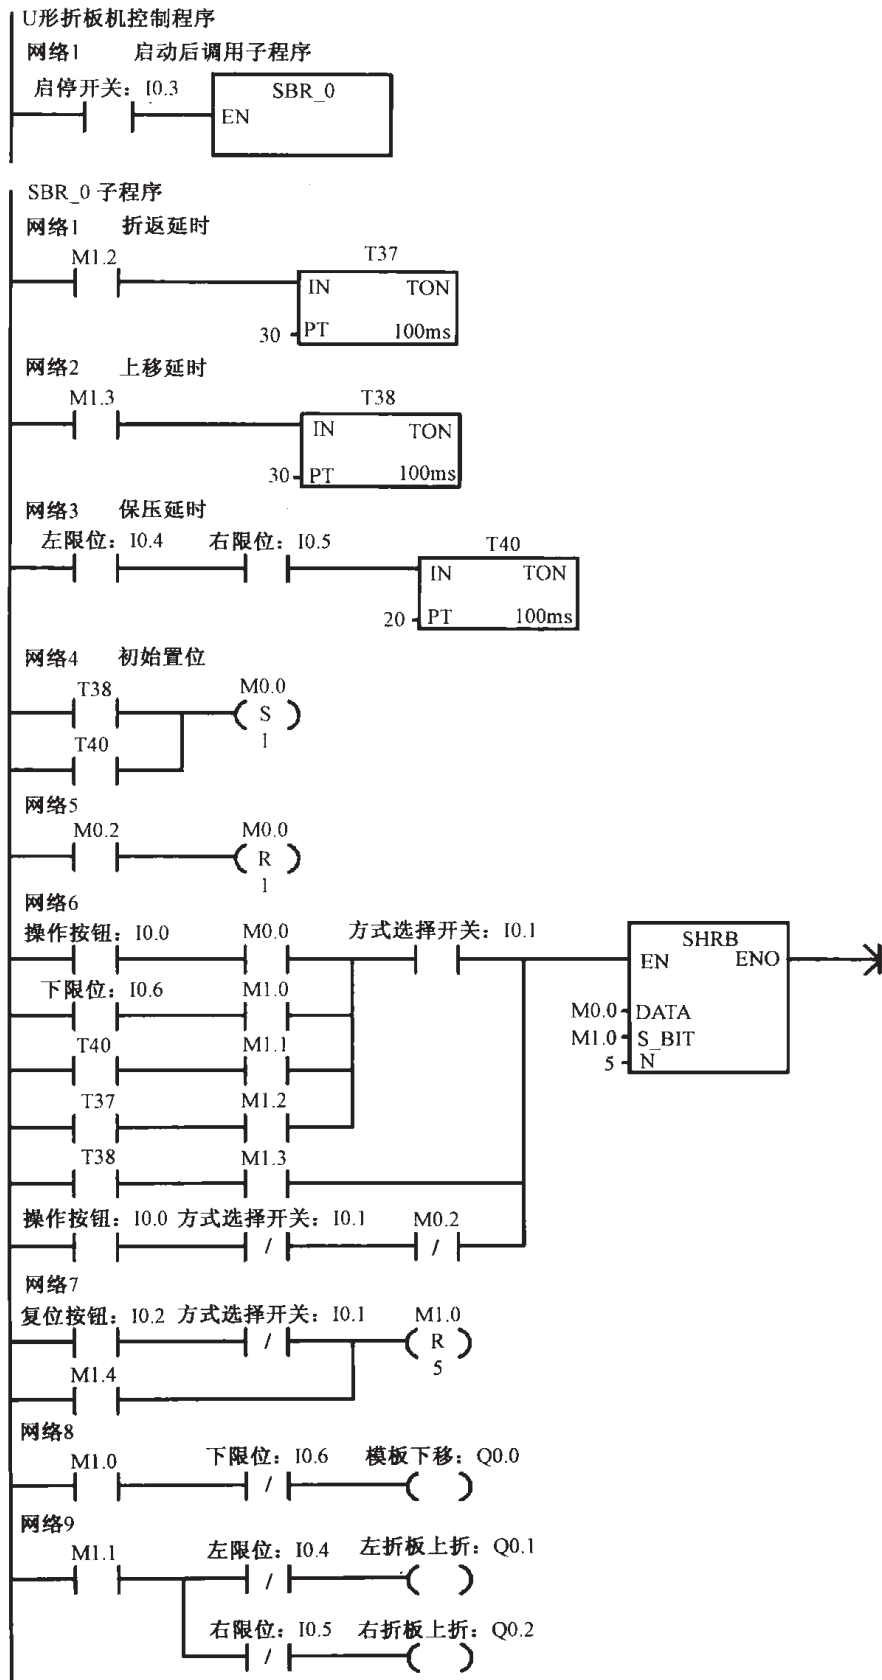 U形折板机控制程序
网络1 启动后调用子程序
启停开关：I0.3
SBR_0
EN
SBR_0 子程序
网络1 折返延时
M1.2
T37
IN TON
30 PT 100ms
网络2 上移延时
M1.3
T38
IN TON
30 PT 100ms
网络3 保压延时
左限位：I0.4 右限位：I0.5
T40
IN TON
20 PT 100ms
网络4 初始置位
T38 M0.0
S
1
T40
网络5
M0.2 M0.0
R
1
网络6
操作按钮：I0.0 M0.0 方式选择开关：I0.1
SHRB
EN ENO
下限位：I0.6 M1.0
M0.0 DATA
M1.0 S_BIT
5 N
T40 M1.1
T37 M1.2
T38 M1.3
操作按钮：I0.0 方式选择开关：I0.1 M0.2
网络7
复位按钮：I0.2 方式选择开关：I0.1 M1.0
R
5
M1.4
网络8
M1.0 下限位：I0.6 模板下移：Q0.0
网络9
M1.1 左限位：I0.4 左折板上折：Q0.1
右限位：I0.5 右折板上折：Q0.2